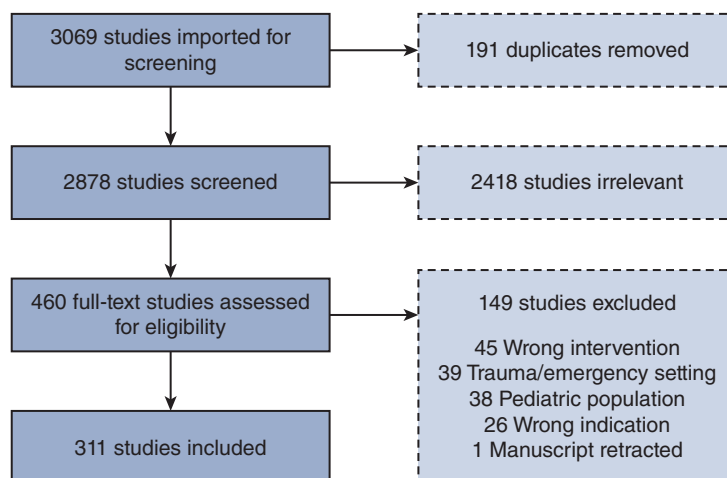 3069 studies imported for
screening
191 duplicates removed
2878 studies screened
2418 studies irrelevant
460 full-text studies assessed
for eligibility
149 studies excluded
45 Wrong intervention
39 Trauma/emergency setting
38 Pediatric population
26 Wrong indication
1 Manuscript retracted
311 studies included